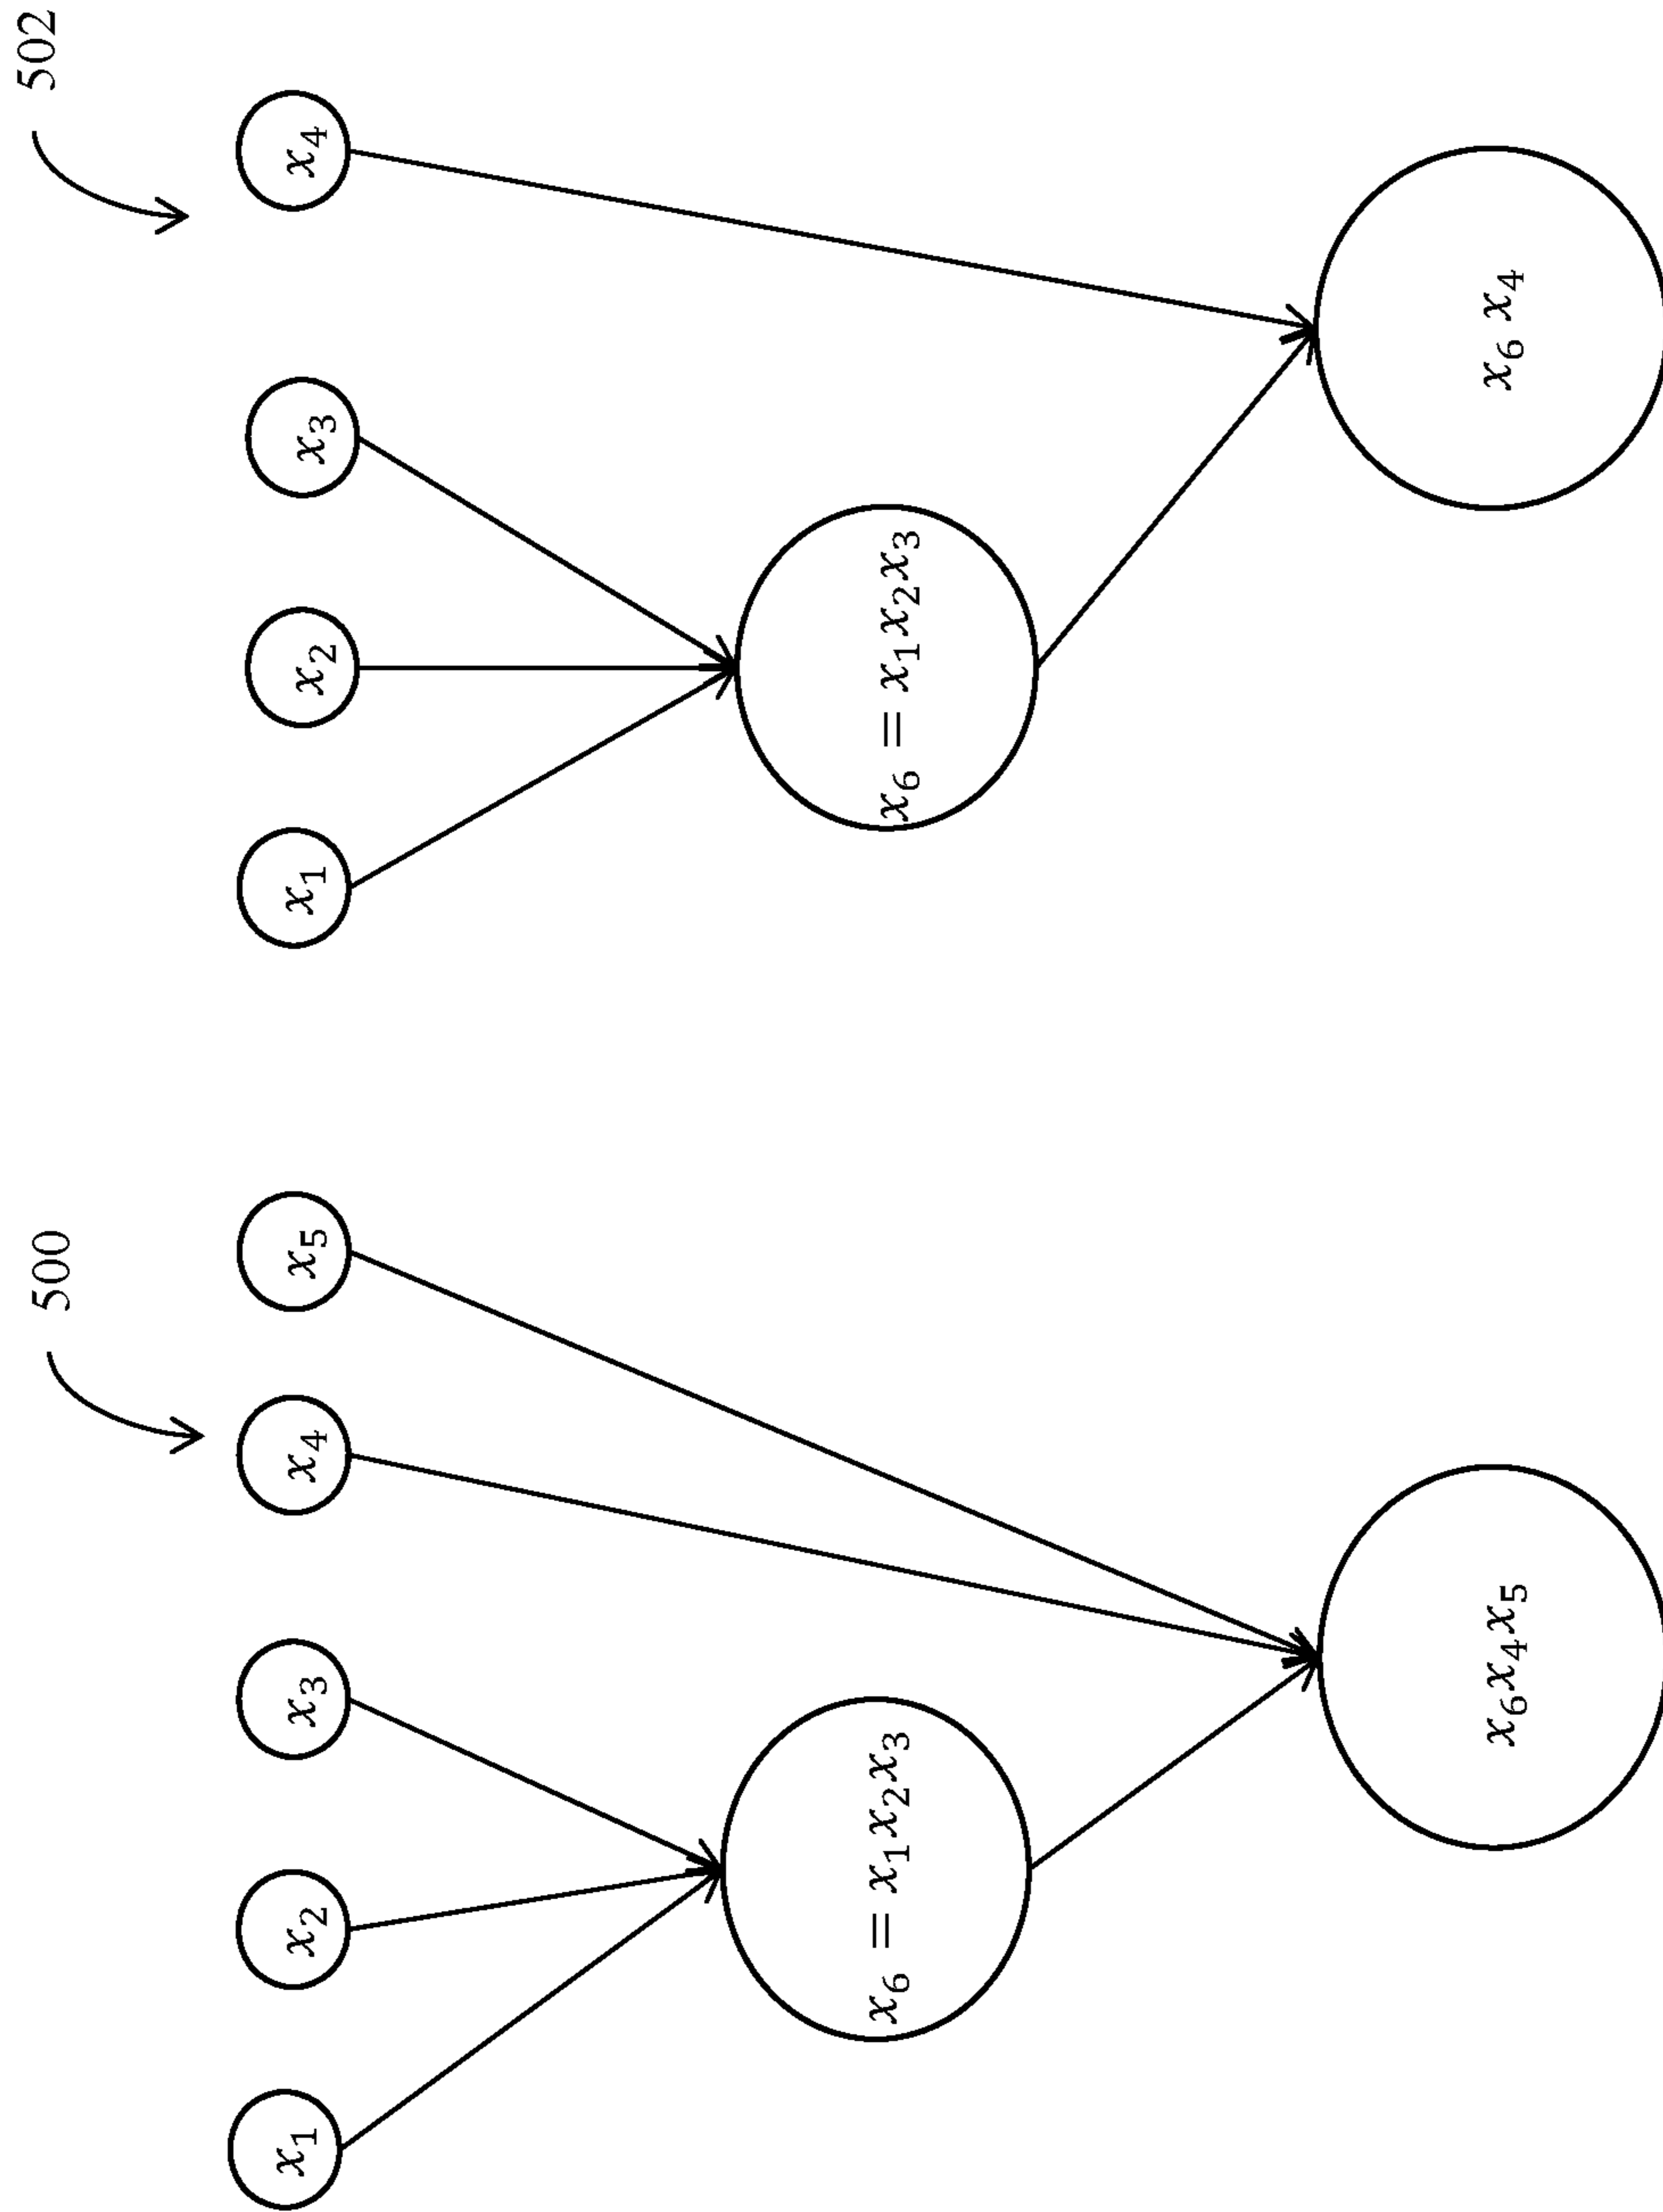 500
x₁
x₂
x₃
x₄
x₅
x₆ = x₁x₂x₃
x₆x₄x₅
502
x₁
x₂
x₃
x₄
x₆ = x₁x₂x₃
x₆ x₄